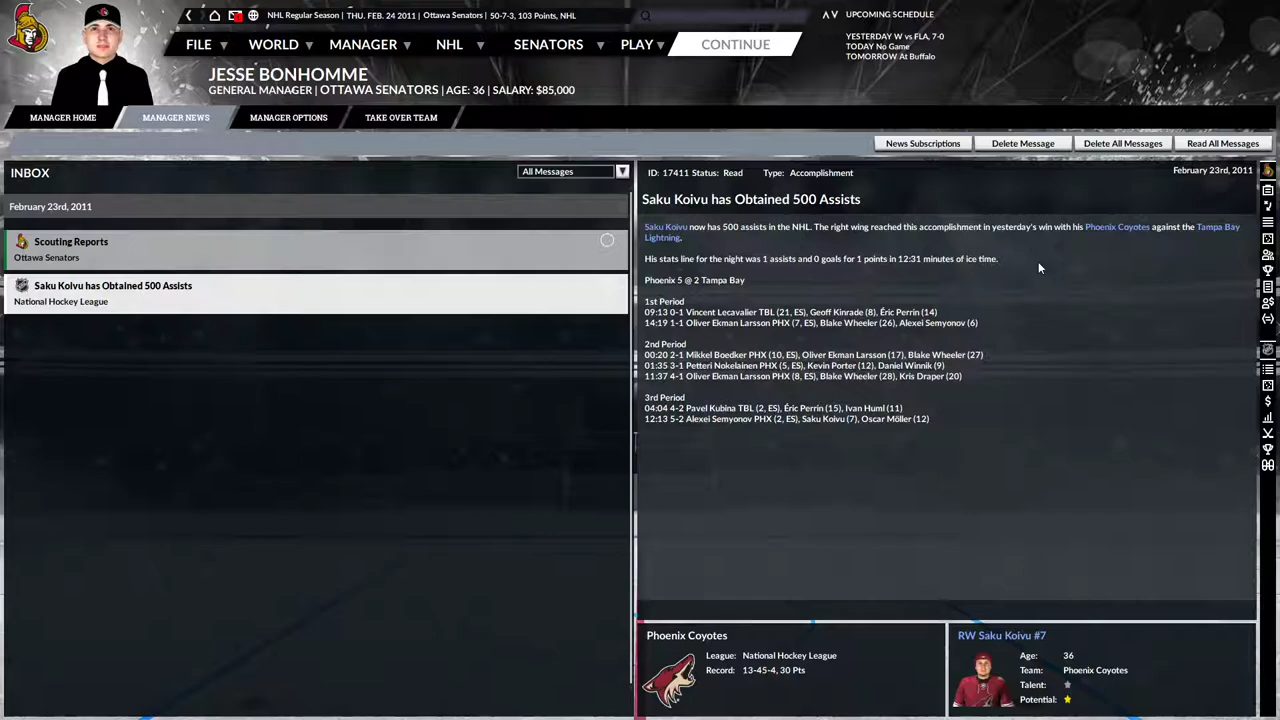 NHL Regular Season | THU. FEB. 24 2011 | Ottawa Senators | 50-7-3, 103 Points, NHL
UPCOMING SCHEDULE
YESTERDAY W vs FLA, 7-0
TODAY No Game
TOMORROW At Buffalo
FILE WORLD MANAGER NHL SENATORS PLAY CONTINUE
JESSE BONHOMME
GENERAL MANAGER | OTTAWA SENATORS | AGE: 36 | SALARY: $85,000
MANAGER HOME MANAGER NEWS MANAGER OPTIONS TAKE OVER TEAM
News Subscriptions Delete Message Delete All Messages Read All Messages
INBOX All Messages
February 23rd, 2011
Scouting Reports
Ottawa Senators
Saku Koivu has Obtained 500 Assists
National Hockey League
ID: 17411 Status: Read Type: Accomplishment February 23rd, 2011
Saku Koivu has Obtained 500 Assists
Saku Koivu now has 500 assists in the NHL. The right wing reached this accomplishment in yesterday's win with his Phoenix Coyotes against the Tampa Bay
Lightning.
His stats line for the night was 1 assists and 0 goals for 1 points in 12:31 minutes of ice time.
Phoenix 5 @ 2 Tampa Bay
1st Period
09:13 0-1 Vincent Lecavalier TBL (21, ES), Geoff Kinrade (8), Éric Perrin (14)
14:19 1-1 Oliver Ekman Larsson PHX (7, ES), Blake Wheeler (26), Alexei Semyonov (6)
2nd Period
00:20 2-1 Mikkel Boedker PHX (10, ES), Oliver Ekman Larsson (17), Blake Wheeler (27)
01:35 3-1 Petteri Nokelainen PHX (5, ES), Kevin Porter (12), Daniel Winnik (9)
11:37 4-1 Oliver Ekman Larsson PHX (8, ES), Blake Wheeler (28), Kris Draper (20)
3rd Period
04:04 4-2 Pavel Kubina TBL (2, ES), Éric Perrin (15), Ivan Huml (11)
12:13 5-2 Alexei Semyonov PHX (2, ES), Saku Koivu (7), Oscar Möller (12)
Phoenix Coyotes
League: National Hockey League
Record: 13-45-4, 30 Pts
RW Saku Koivu #7
Age: 36
Team: Phoenix Coyotes
Talent:
Potential: